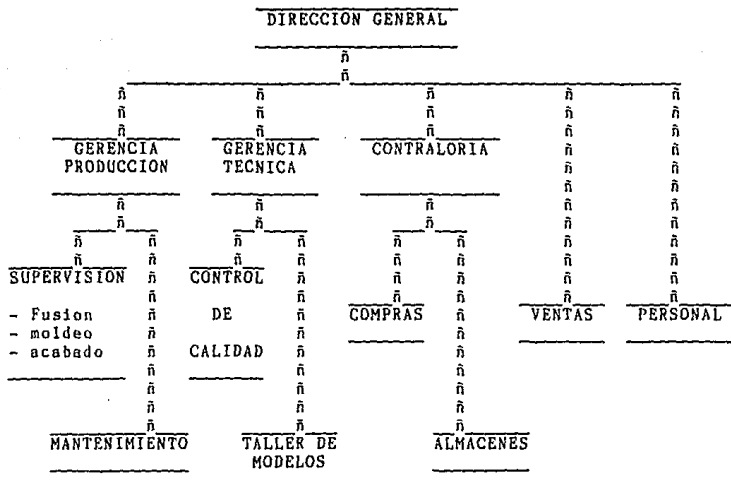 DIRECCION GENERAL
ñ
ñ
ñ ñ ñ ñ ñ
ñ ñ ñ ñ ñ
ñ ñ ñ ñ ñ
GERENCIA GERENCIA CONTRALORIA ñ ñ
PRODUCCION TECNICA ñ ñ
ñ ñ
ñ ñ
ñ ñ ñ ñ ñ
ñ ñ ñ ñ ñ
ñ ñ ñ ñ ñ ñ ñ ñ
ñ ñ ñ ñ ñ ñ ñ ñ
SUPERVISION ñ CONTROL ñ ñ ñ ñ ñ
ñ ñ ñ ñ ñ ñ
- Fusion ñ DE ñ COMPRAS ñ VENTAS PERSONAL
- moldeo ñ ñ ñ
- acabado ñ CALIDAD ñ ñ
ñ ñ ñ
ñ ñ ñ
ñ ñ ñ
ñ ñ ñ
MANTENIMIENTO TALLER DE ALMACENES
MODELOS